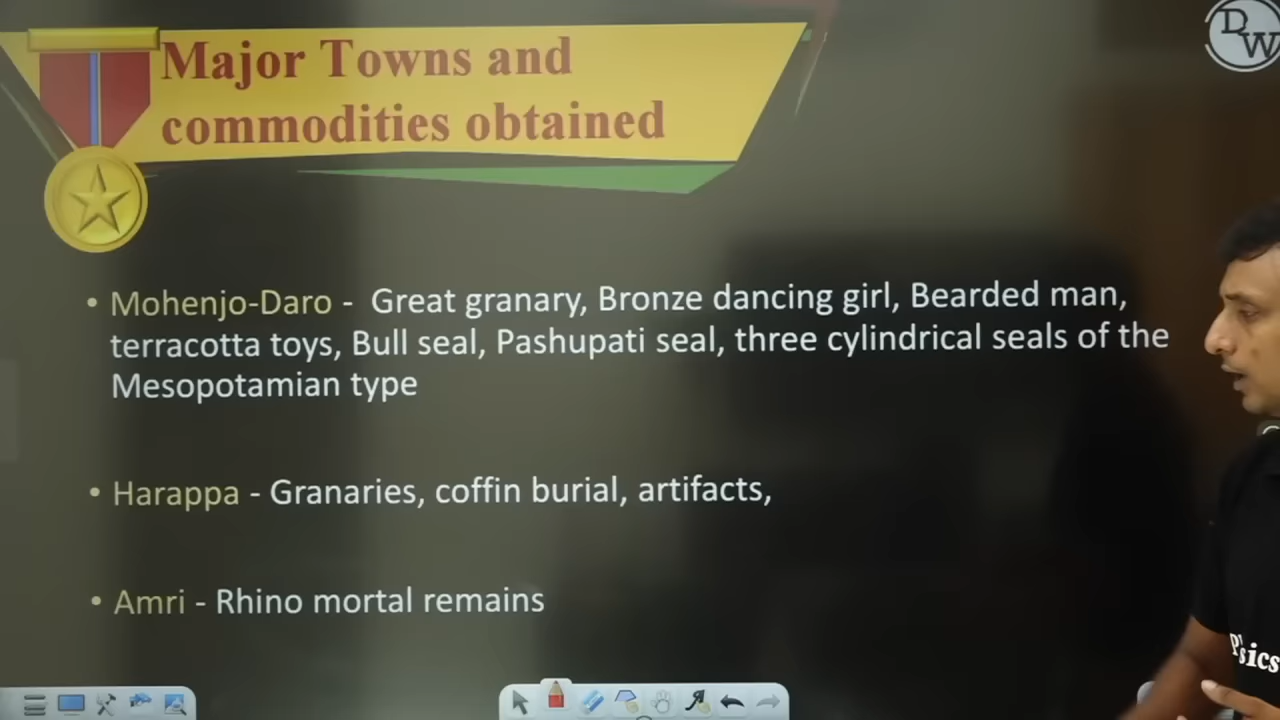 Major Towns and
commodities obtained
• Mohenjo-Daro - Great granary, Bronze dancing girl, Bearded man,
terracotta toys, Bull seal, Pashupati seal, three cylindrical seals of the
Mesopotamian type
• Harappa - Granaries, coffin burial, artifacts,
• Amri - Rhino mortal remains